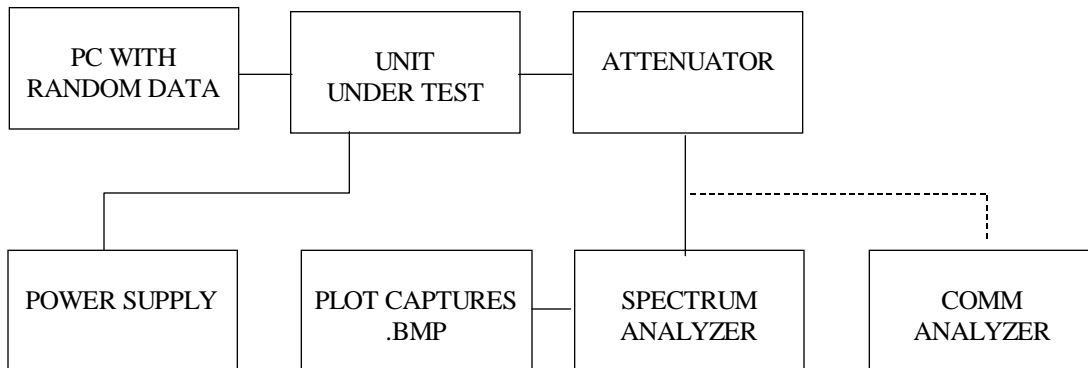 PC WITH
RANDOM DATA
UNIT
UNDER TEST
ATTENUATOR
POWER SUPPLY
PLOT CAPTURES
.BMP
SPECTRUM
ANALYZER
COMM
ANALYZER